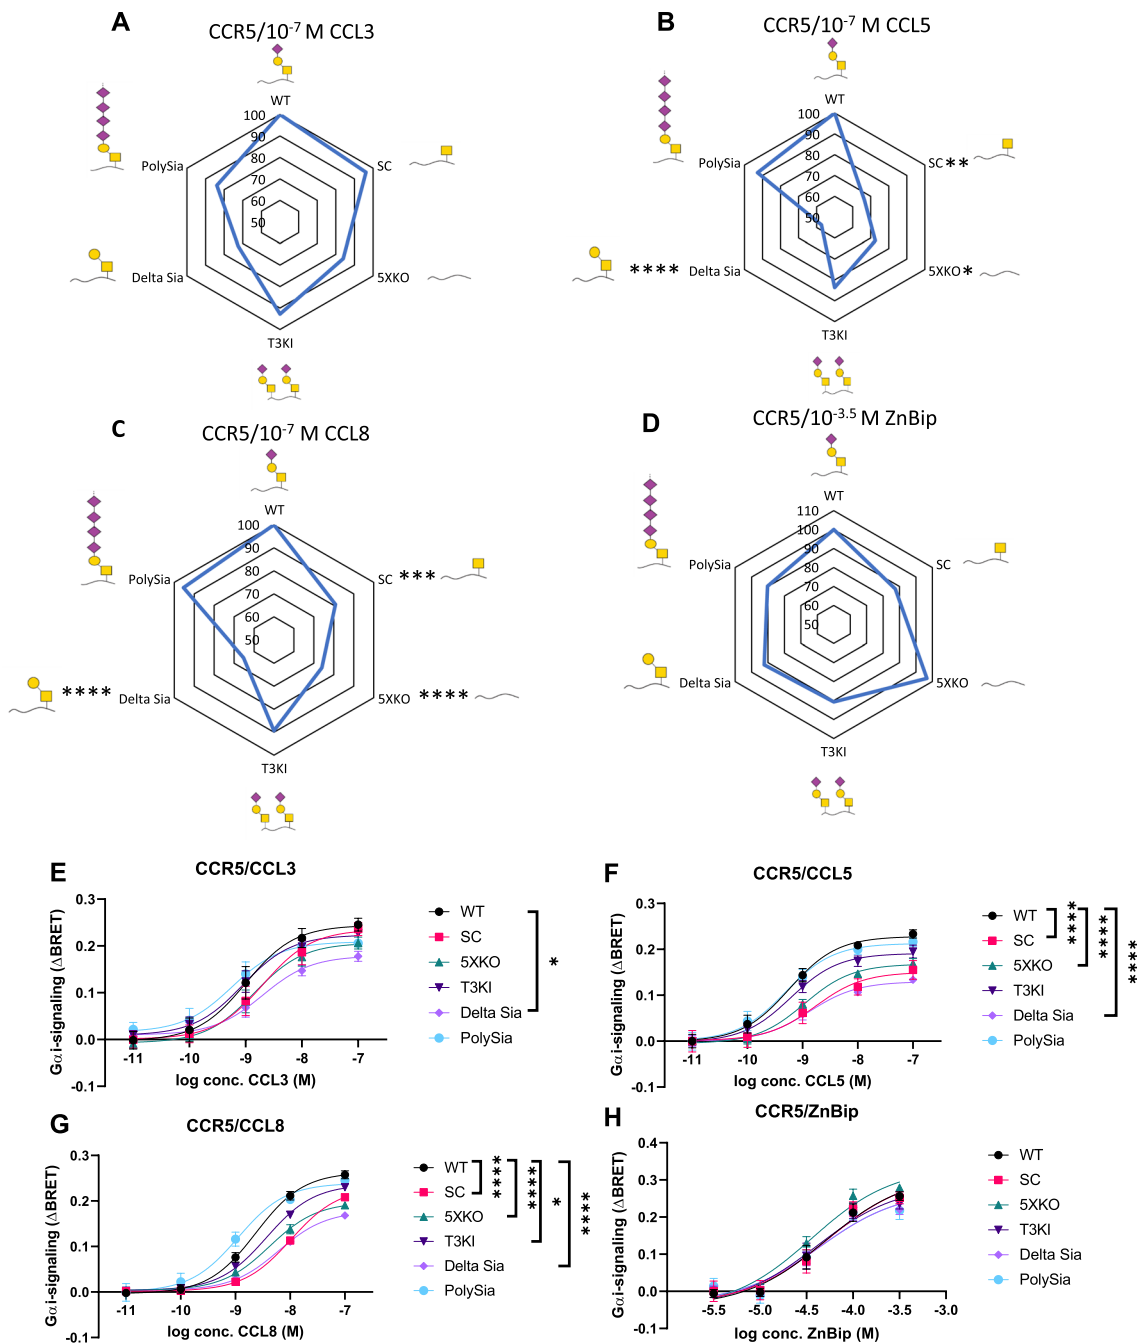 A
CCR5/10⁻⁷ M CCL3
WT
100
90
80
70
60
50
PolySia
SC
Delta Sia
5XKO
T3KI
B
CCR5/10⁻⁷ M CCL5
WT
100
90
80
70
60
50
PolySia
SC **
**** Delta Sia
5XKO *
T3KI
C
CCR5/10⁻⁷ M CCL8
WT
100
90
80
70
60
50
PolySia
SC ***
**** Delta Sia
5XKO ****
T3KI
D
CCR5/10⁻³·⁵ M ZnBip
WT
110
100
90
80
70
60
50
PolySia
SC
Delta Sia
5XKO
T3KI
E
CCR5/CCL3
Gαi-signaling (ΔBRET)
0.3
0.2
0.1
0.0
-0.1
-11 -10 -9 -8 -7
log conc. CCL3 (M)
WT
SC
5XKO
T3KI
Delta Sia
PolySia
*
F
CCR5/CCL5
Gαi-signaling (ΔBRET)
0.3
0.2
0.1
0.0
-0.1
-11 -10 -9 -8 -7
log conc. CCL5 (M)
WT
SC
5XKO
T3KI
Delta Sia
PolySia
****
****
****
G
CCR5/CCL8
Gαi-signaling (ΔBRET)
0.3
0.2
0.1
0.0
-0.1
-11 -10 -9 -8 -7
log conc. CCL8 (M)
WT
SC
5XKO
T3KI
Delta Sia
PolySia
****
****
*
****
H
CCR5/ZnBip
Gαi-signaling (ΔBRET)
0.4
0.3
0.2
0.1
0.0
-0.1
-5.5 -5.0 -4.5 -4.0 -3.5 -3.0
log conc. ZnBip (M)
WT
SC
5XKO
T3KI
Delta Sia
PolySia